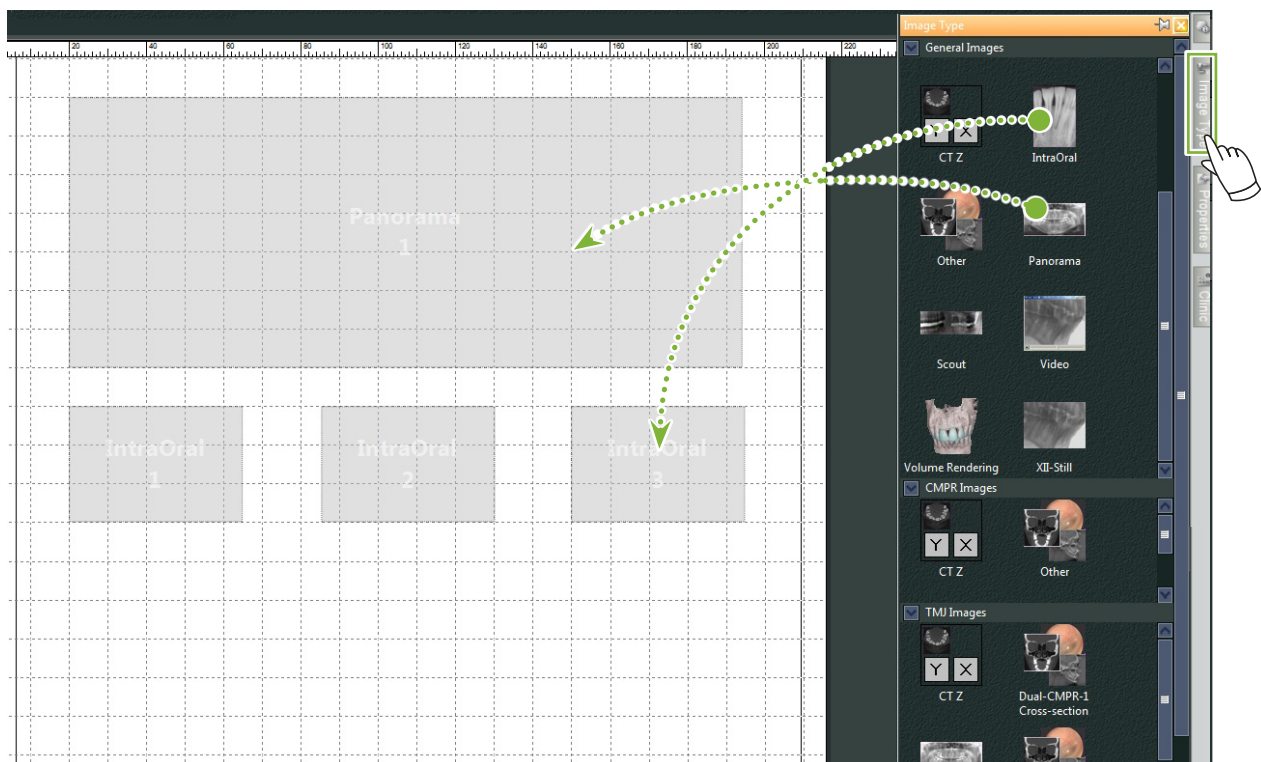 Image Type
20 40 60 80 100 120 140 160 180 200 220
General Images
Y X
CT Z IntraOral
Other Panorama
Scout Video
Volume Rendering XII-Still
CMPR Images
Y X
CT Z Other
TMJ Images
Y X
CT Z Dual-CMPR-1
Cross-section
Panorama
1
IntraOral IntraOral IntraOral
1 2 3
Image Type
Properties
Clinic